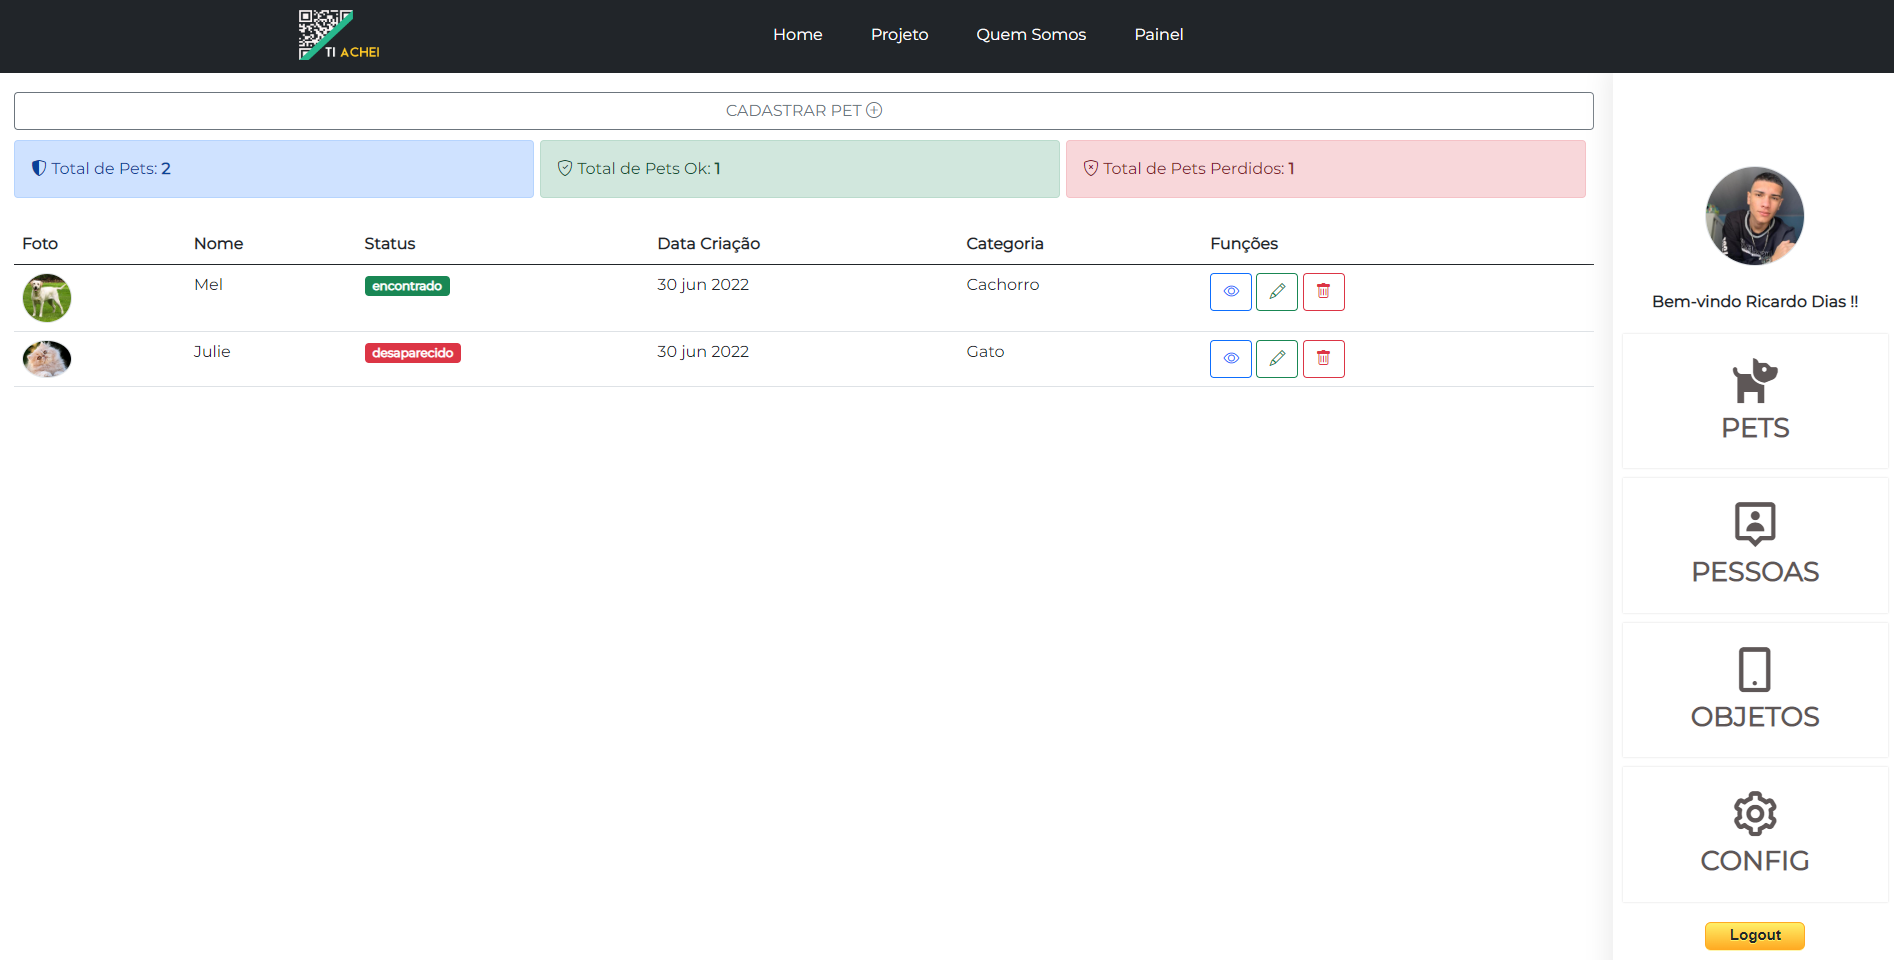 TI ACHEI
Home Projeto Quem Somos Painel
CADASTRAR PET
Total de Pets: 2
Total de Pets Ok: 1
Total de Pets Perdidos: 1
Foto Nome Status Data Criação Categoria Funções
Mel encontrado 30 jun 2022 Cachorro
Julie desaparecido 30 jun 2022 Gato
Bem-vindo Ricardo Dias !!
PETS
PESSOAS
OBJETOS
CONFIG
Logout